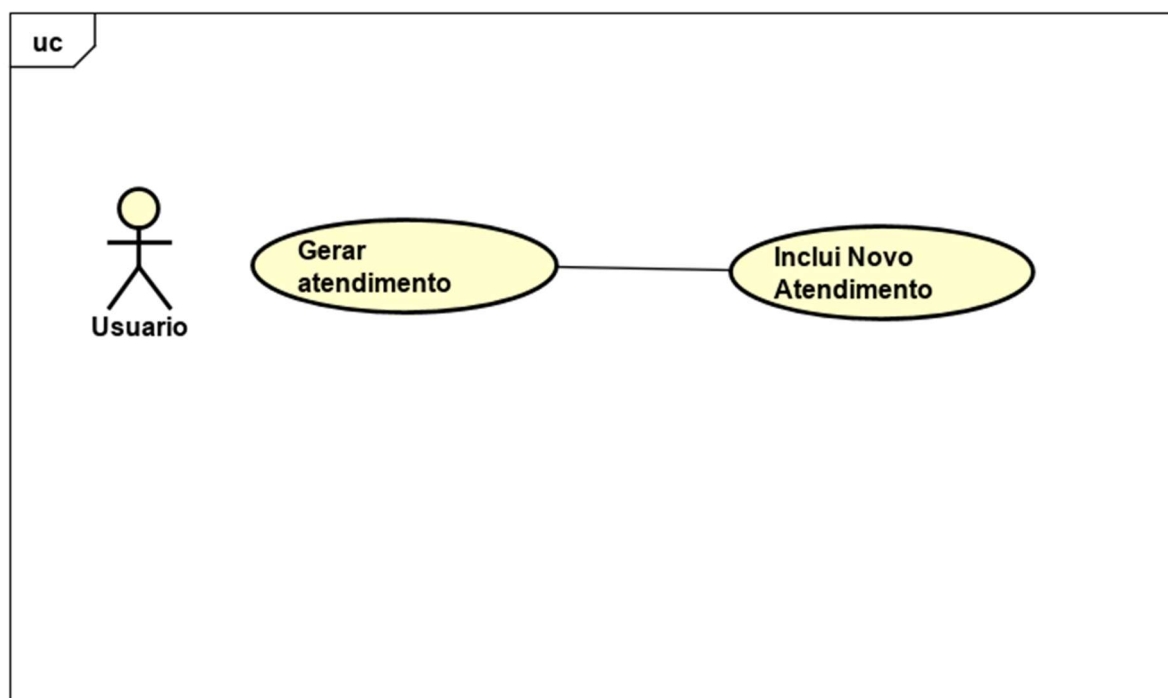 uc
Gerar
atendimento
Inclui Novo
Atendimento
Usuario